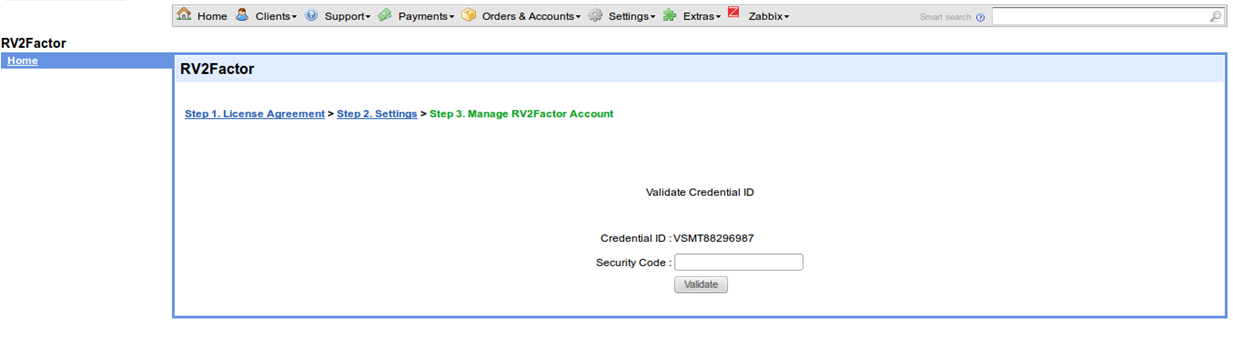 Home Clients Support Payments Orders & Accounts Settings Extras Z Zabbix Smart search ?
RV2Factor
Home
RV2Factor
Step 1. License Agreement > Step 2. Settings > Step 3. Manage RV2Factor Account
Validate Credential ID
Credential ID : VSMT88296987
Security Code :
Validate